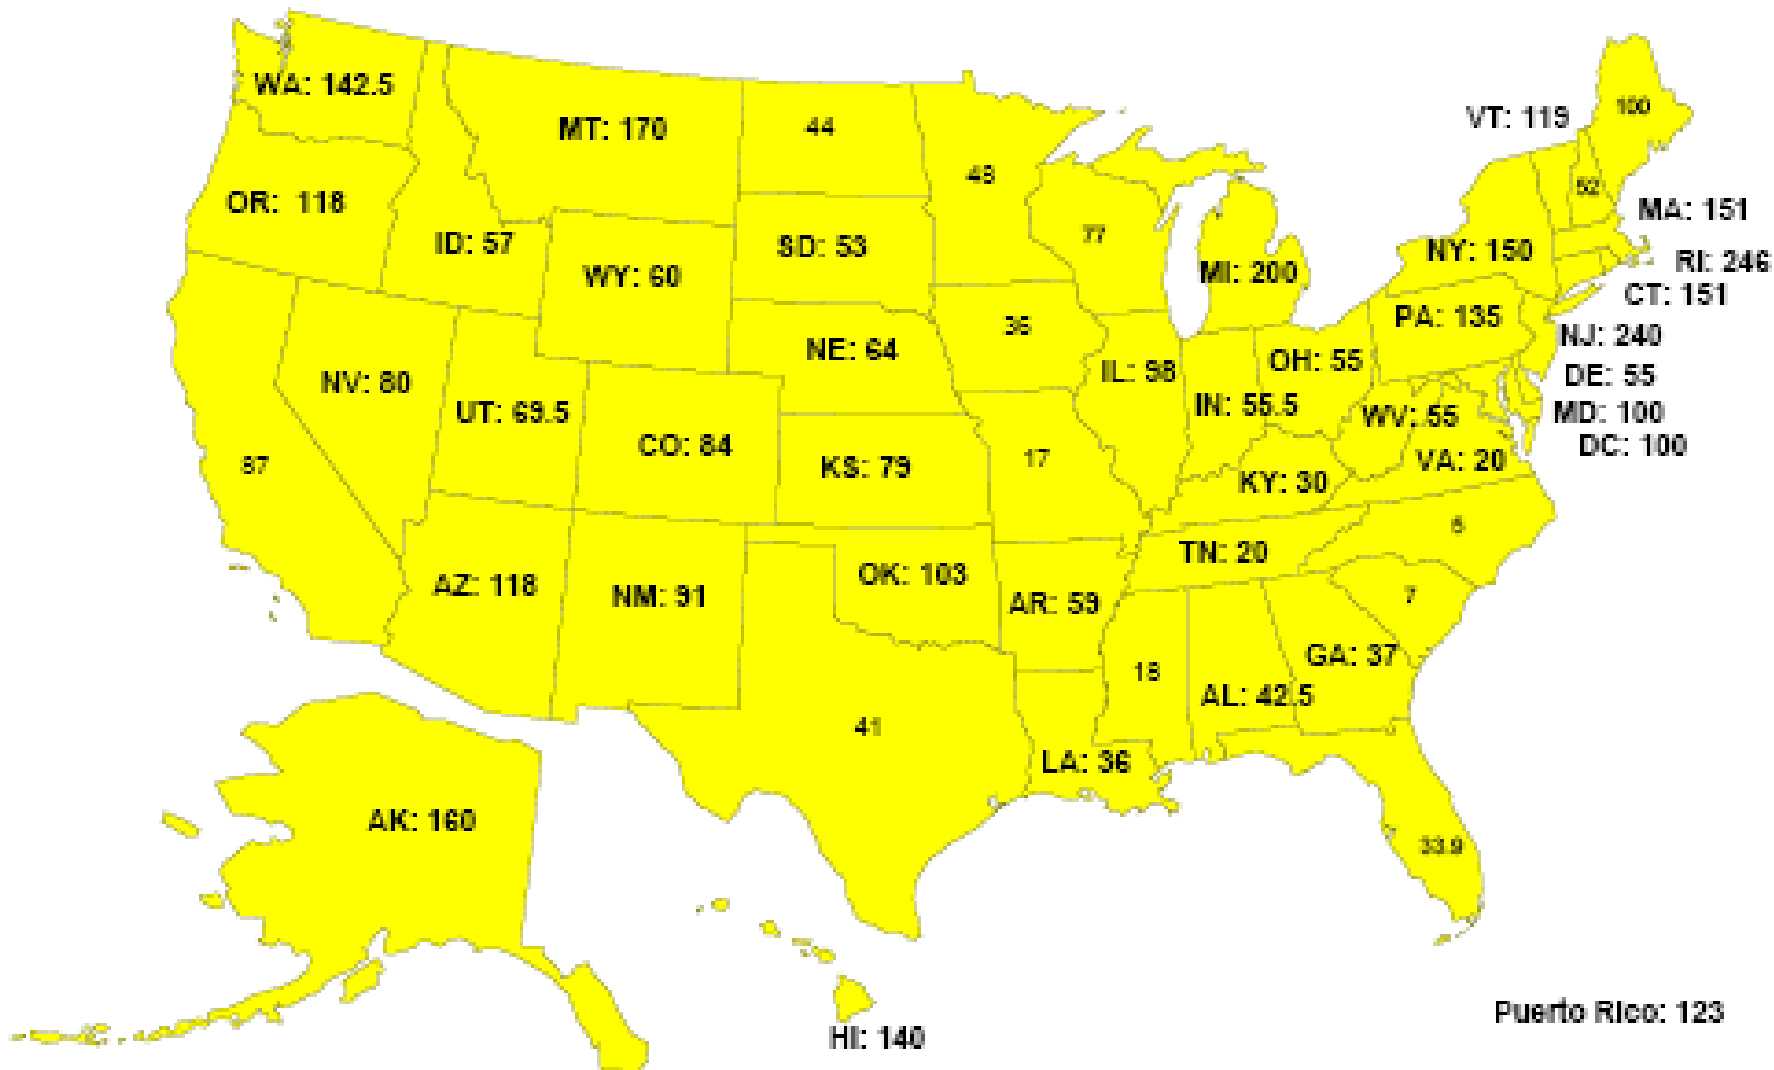 WA: 142.5
MT: 170
44
48
VT: 119
100
OR: 118
ID: 57
WY: 60
SD: 53
77
MI: 200
NY: 150
52
MA: 151
RI: 246
CT: 151
PA: 135
NJ: 240
NV: 80
UT: 69.5
CO: 84
NE: 64
36
IL: 98
IN: 55.5
OH: 55
DE: 55
WV: 55
MD: 100
DC: 100
VA: 20
87
KS: 79
17
KY: 30
5
AZ: 118
NM: 91
OK: 103
AR: 59
TN: 20
7
41
LA: 36
18
AL: 42.5
GA: 37
33.9
AK: 160
HI: 140
Puerto Rico: 123